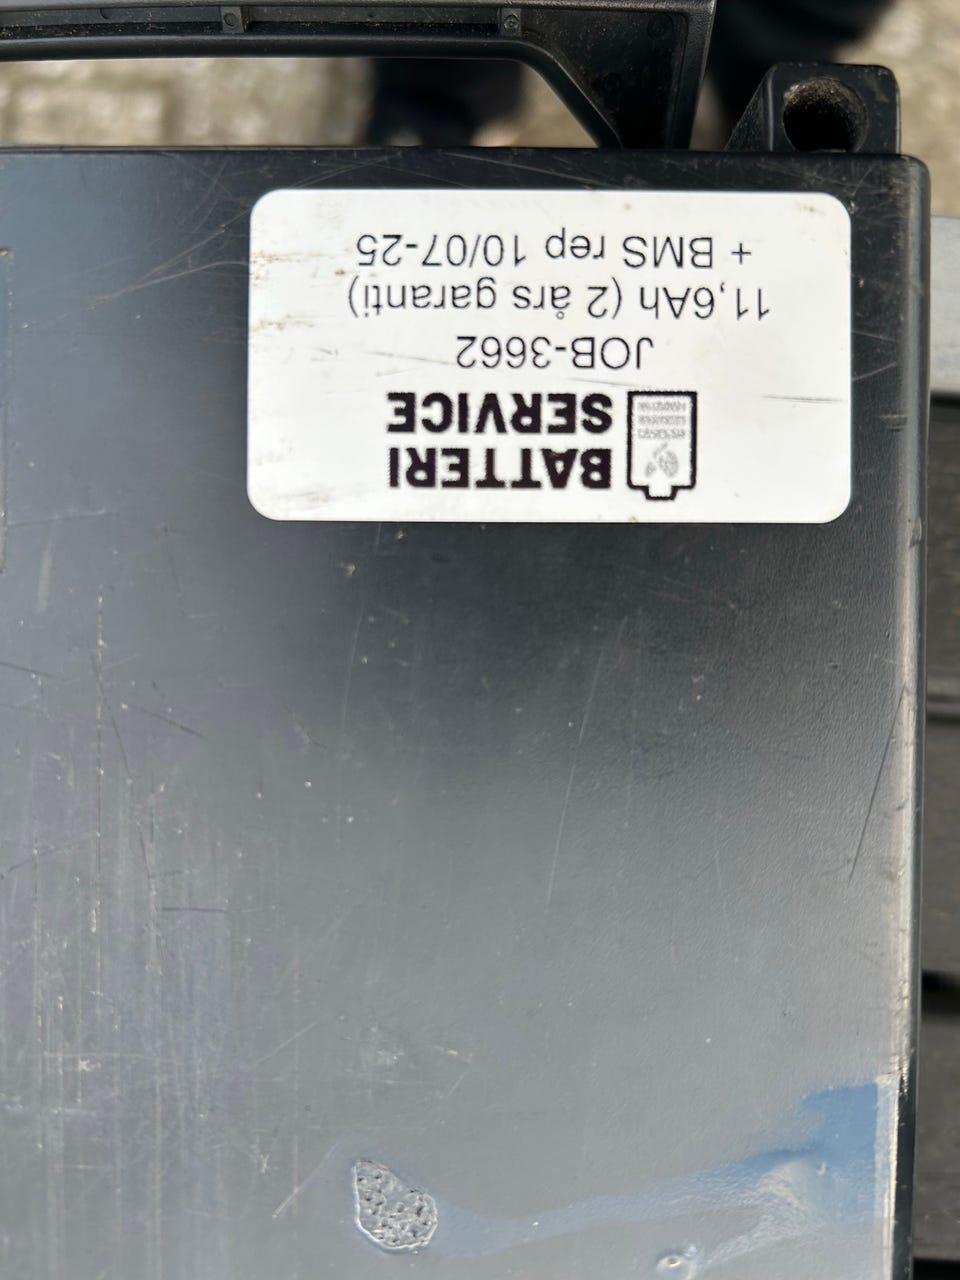 BATTERI
SERVICE
JOB-3662
11,6Ah (2 års garanti)
+ BMS rep 10/07-25